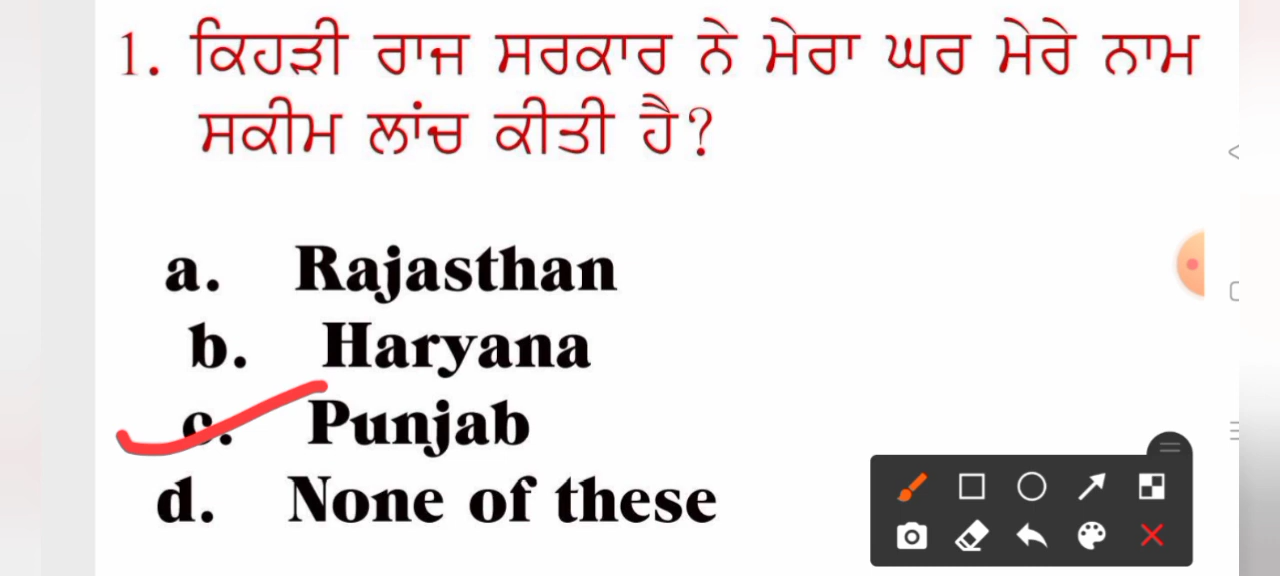 1. ਕਿਹੜੀ ਰਾਜ ਸਰਕਾਰ ਨੇ ਮੇਰਾ ਘਰ ਮੇਰੇ ਨਾਮ
ਸਕੀਮ ਲਾਂਚ ਕੀਤੀ ਹੈ?
a. Rajasthan
b. Haryana
c. Punjab
d. None of these